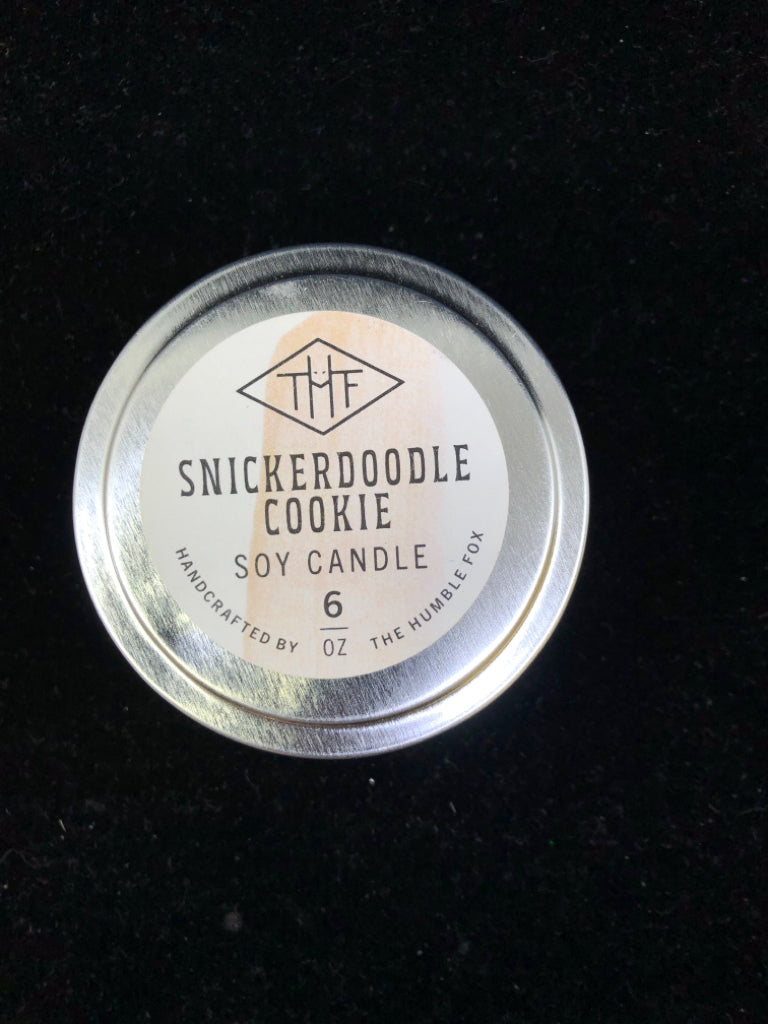 THF
SNICKERDOODLE
COOKIE
SOY CANDLE
6
OZ
HANDCRAFTED BY THE HUMBLE FOX